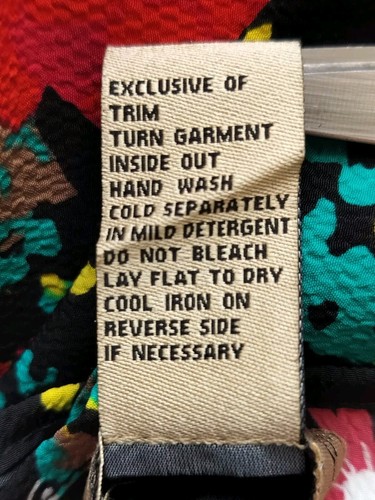 EXCLUSIVE OF
TRIM
TURN GARMENT
INSIDE OUT
HAND WASH
COLD SEPARATELY
IN MILD DETERGENT
DO NOT BLEACH
LAY FLAT TO DRY
COOL IRON ON
REVERSE SIDE
IF NECESSARY